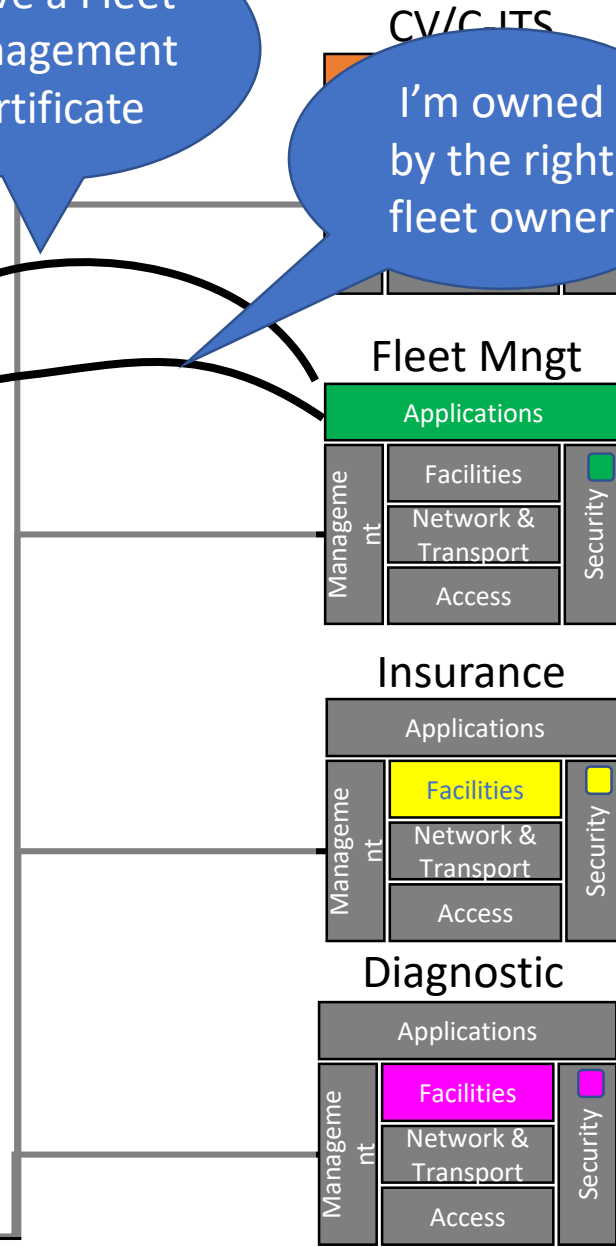 CV/C-ITS
nagement
rtificate
I'm owned
by the right
fleet owner
Fleet Mngt
Applications
Manageme
nt
Facilities
Network &
Transport
Access
Security
Insurance
Applications
Manageme
nt
Facilities
Network &
Transport
Access
Security
Diagnostic
Applications
Manageme
nt
Facilities
Network &
Transport
Access
Security